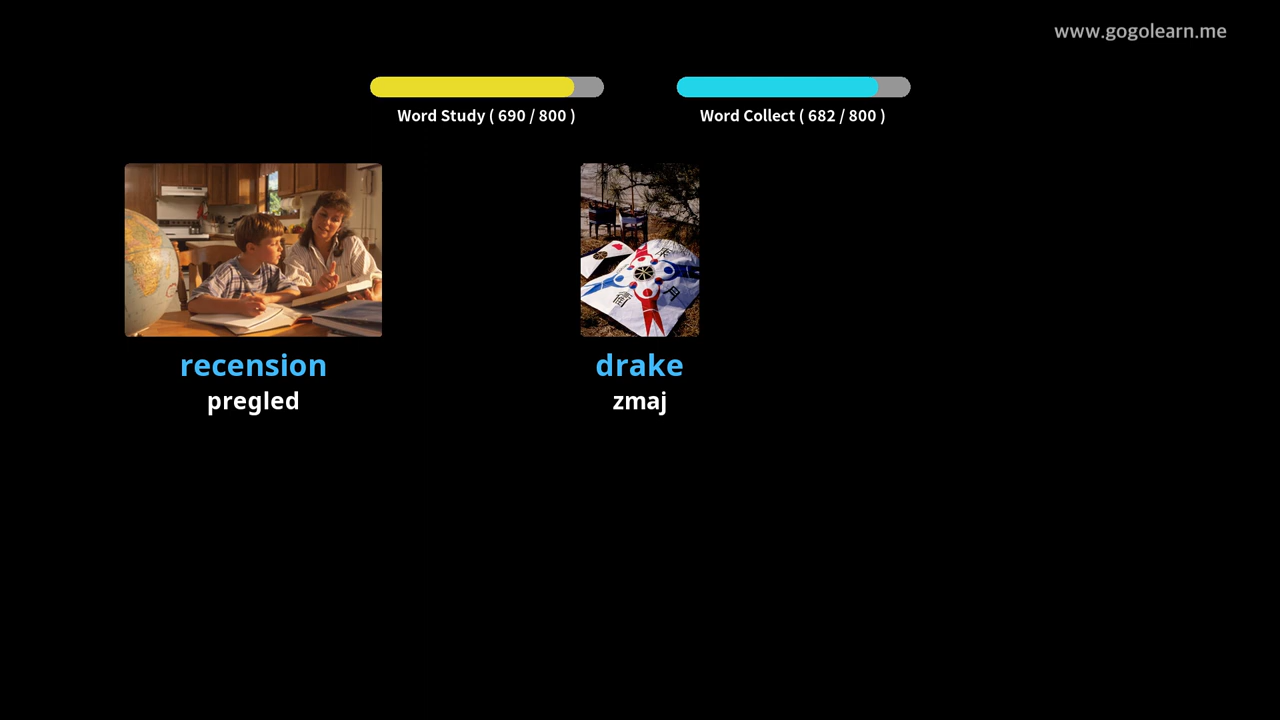 www.gogolearn.me
Word Study ( 690 / 800 )
Word Collect ( 682 / 800 )
recension
pregled
drake
zmaj